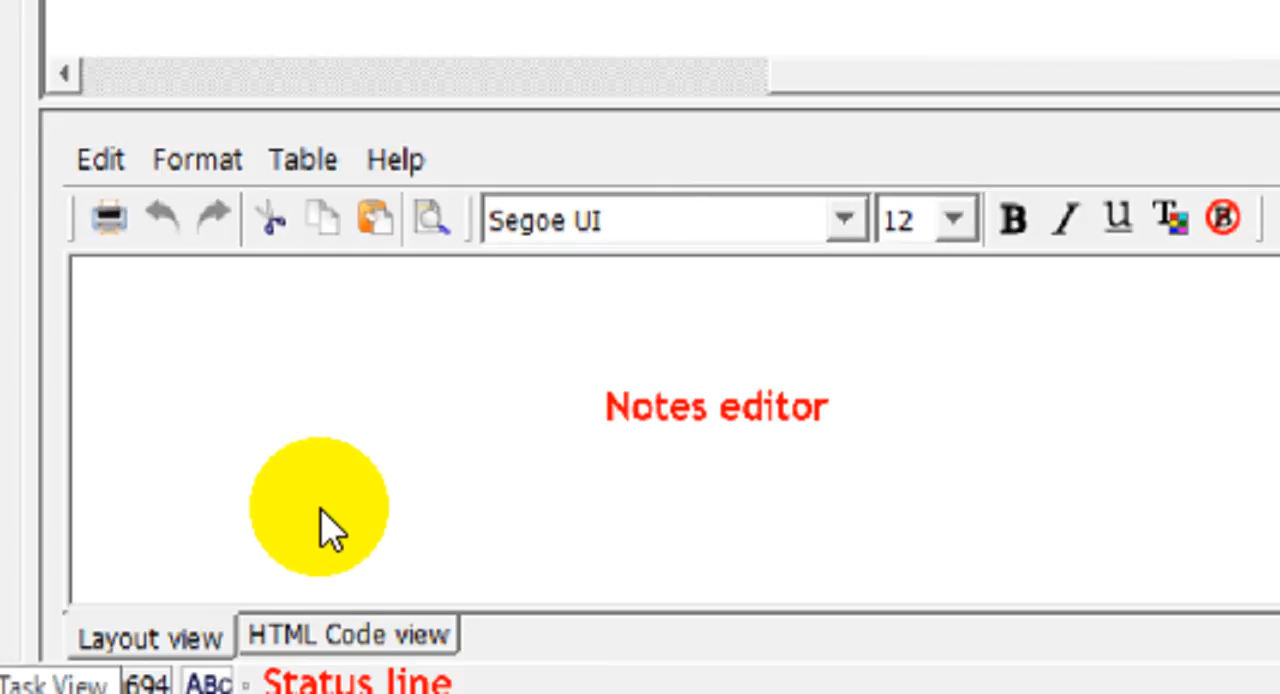 Edit Format Table Help
Segoe UI 12 B I U T
Notes editor
Layout view HTML Code view
Task View 694 ABC Status line